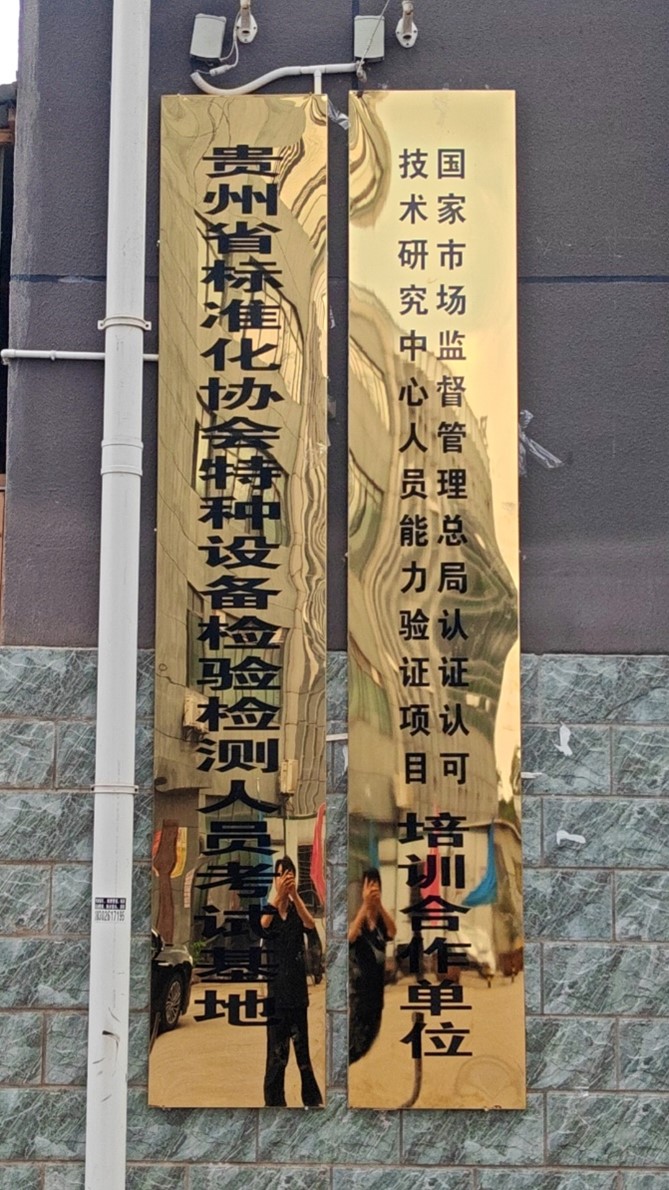 国家市场监督管理总局认证认可
技术研究中心人员能力验证项目
培训合作单位
贵州省标准化协会特种设备检验检测人员考试基地